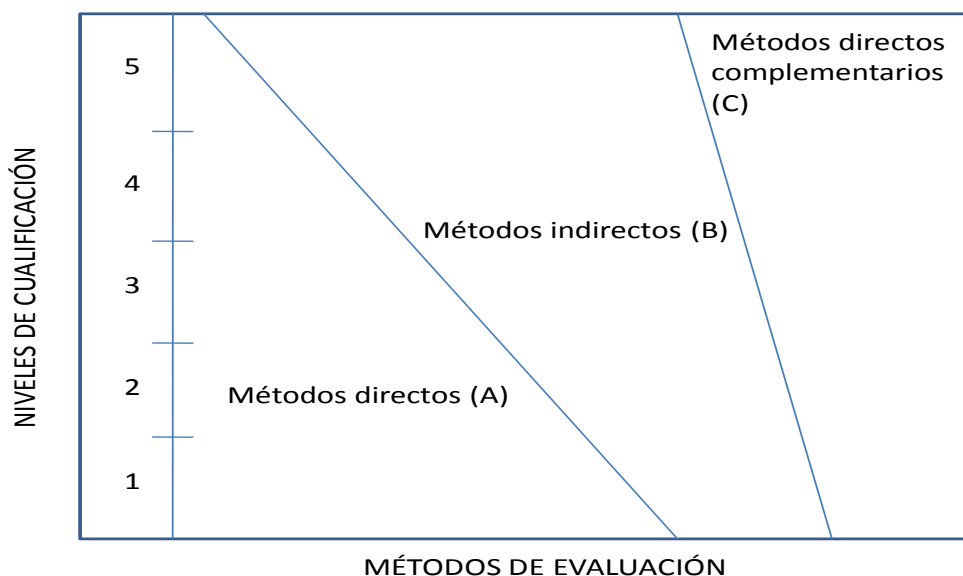 NIVELES DE CUALIFICACIÓN
5
4
3
2
1
Métodos directos
complementarios
(C)
Métodos indirectos (B)
Métodos directos (A)
MÉTODOS DE EVALUACIÓN